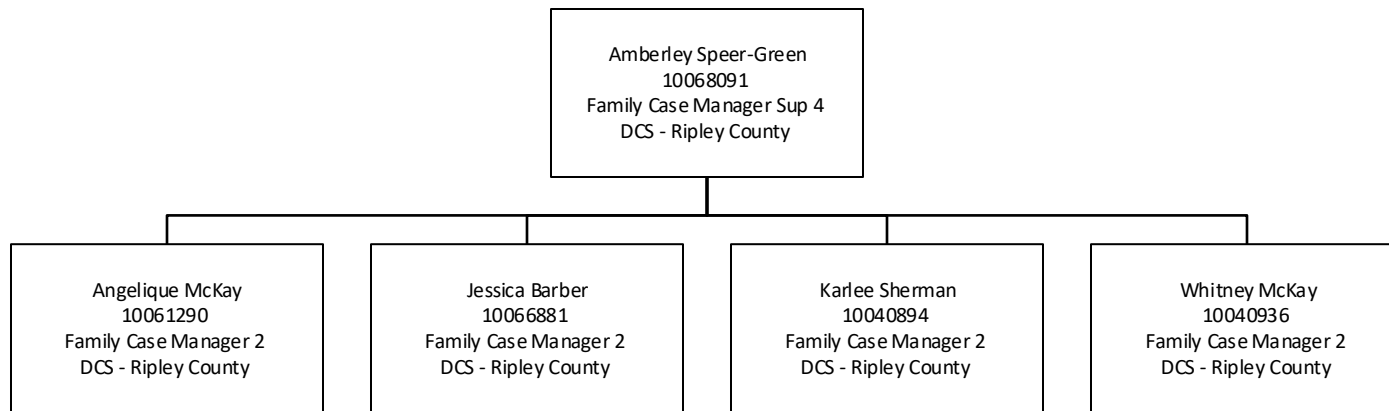 Amberley Speer-Green
10068091
Family Case Manager Sup 4
DCS - Ripley County
Angelique McKay
10061290
Family Case Manager 2
DCS - Ripley County
Jessica Barber
10066881
Family Case Manager 2
DCS - Ripley County
Karlee Sherman
10040894
Family Case Manager 2
DCS - Ripley County
Whitney McKay
10040936
Family Case Manager 2
DCS - Ripley County